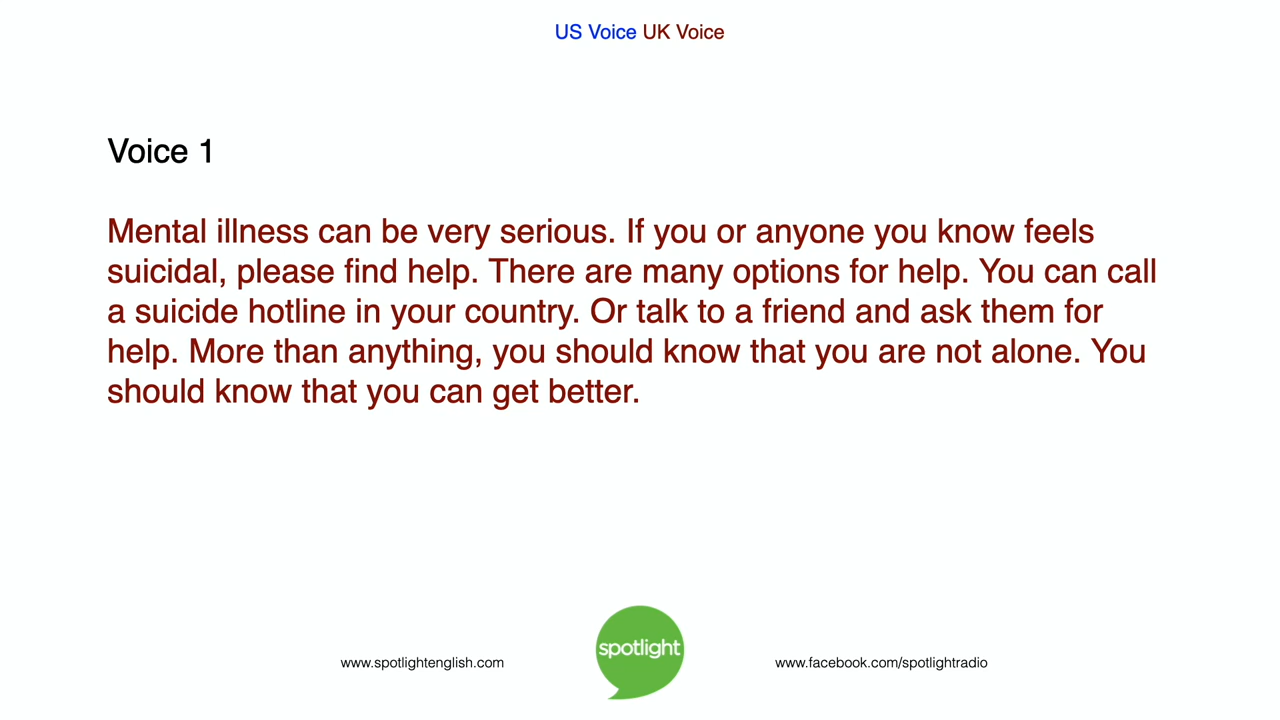 US Voice UK Voice
Voice 1
Mental illness can be very serious. If you or anyone you know feels
suicidal, please find help. There are many options for help. You can call
a suicide hotline in your country. Or talk to a friend and ask them for
help. More than anything, you should know that you are not alone. You
should know that you can get better.
www.spotlightenglish.com
spotlight
www.facebook.com/spotlightradio